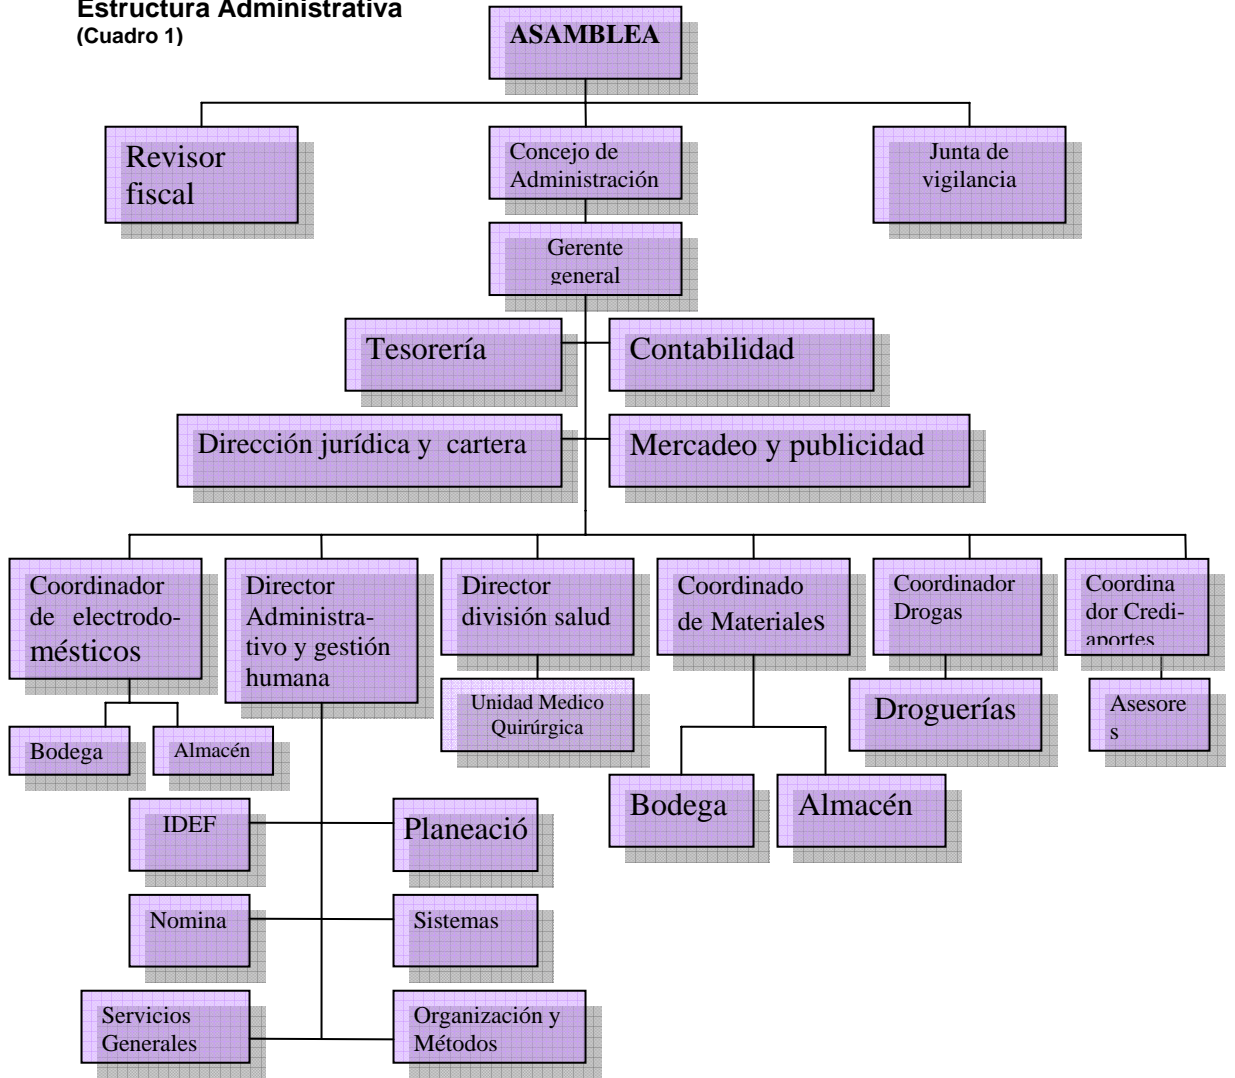 Estructura Administrativa
(Cuadro 1)
ASAMBLEA
Revisor
fiscal
Concejo de
Administración
Junta de
vigilancia
Gerente
general
Tesorería
Contabilidad
Dirección jurídica y cartera
Mercadeo y publicidad
Coordinador
de electrodo-
mésticos
Director
Administra-
tivo y gestión
humana
Director
división salud
Coordinado
de Materiales
Coordinador
Drogas
Coordina
dor Credi-
aportes
Bodega
Almacén
Unidad Medico
Quirúrgica
Droguerías
Asesore
s
Bodega
Almacén
IDEF
Planeació
Nomina
Sistemas
Servicios
Generales
Organización y
Métodos